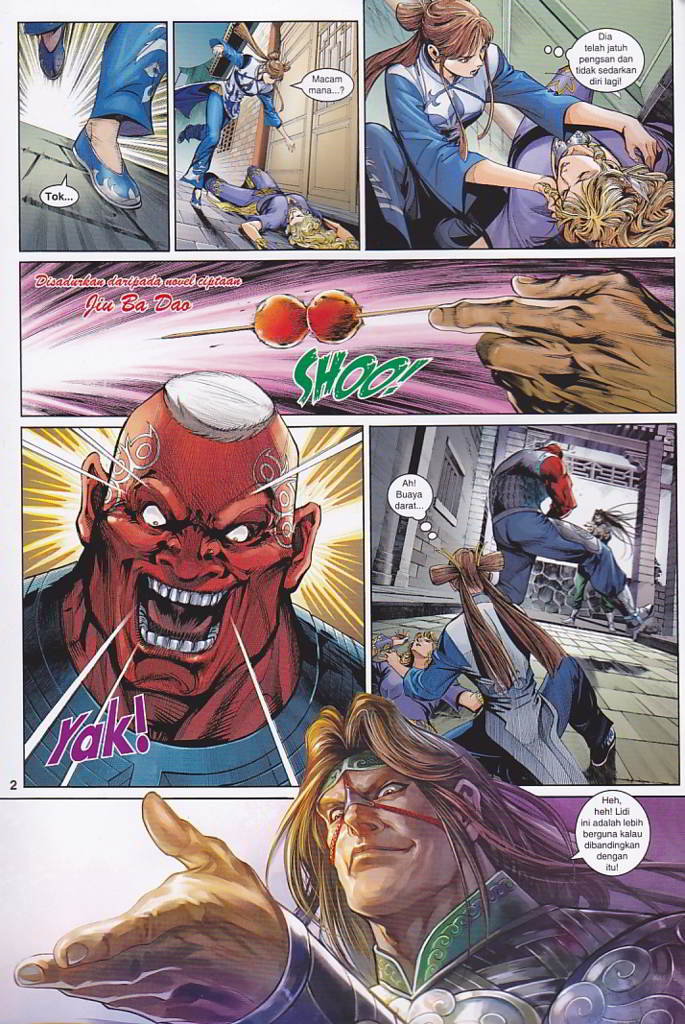 Tok...
Macam
mana...?
Dia
telah jatuh
pengsan dan
tidak sedarkan
diri lagi!
Disadurkan daripada novel ciptaan
Jiu Ba Dao
SHOO!
Yak!
Ah!
Buaya
darat...
2
Heh,
heh! Lidi
ini adalah lebih
berguna kalau
dibandingkan
dengan
itu!